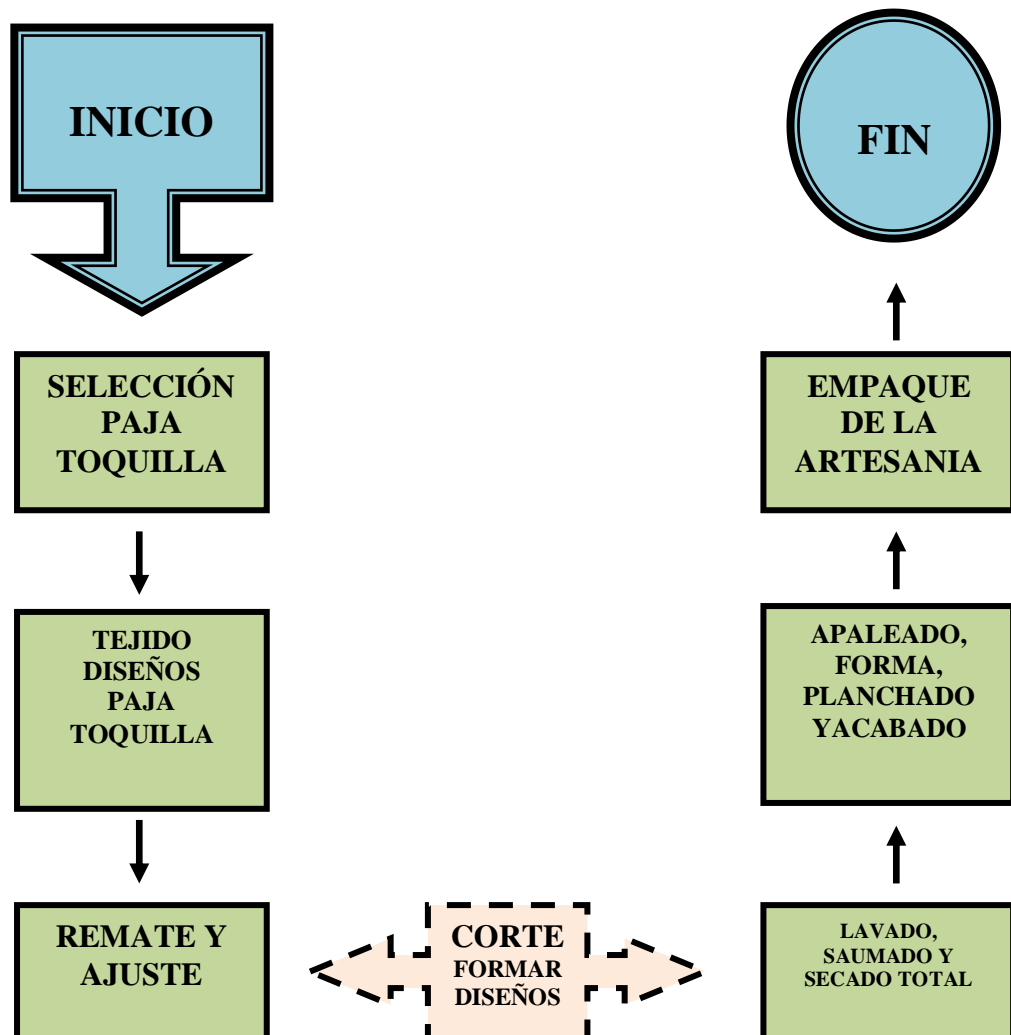 INICIO
SELECCIÓN
PAJA
TOQUILLA
TEJIDO
DISEÑOS
PAJA
TOQUILLA
REMATE Y
AJUSTE
CORTE
FORMAR
DISEÑOS
LAVADO,
SAUMADO Y
SECADO TOTAL
APALEADO,
FORMA,
PLANCHADO
YACABADO
EMPAQUE
DE LA
ARTESANIA
FIN